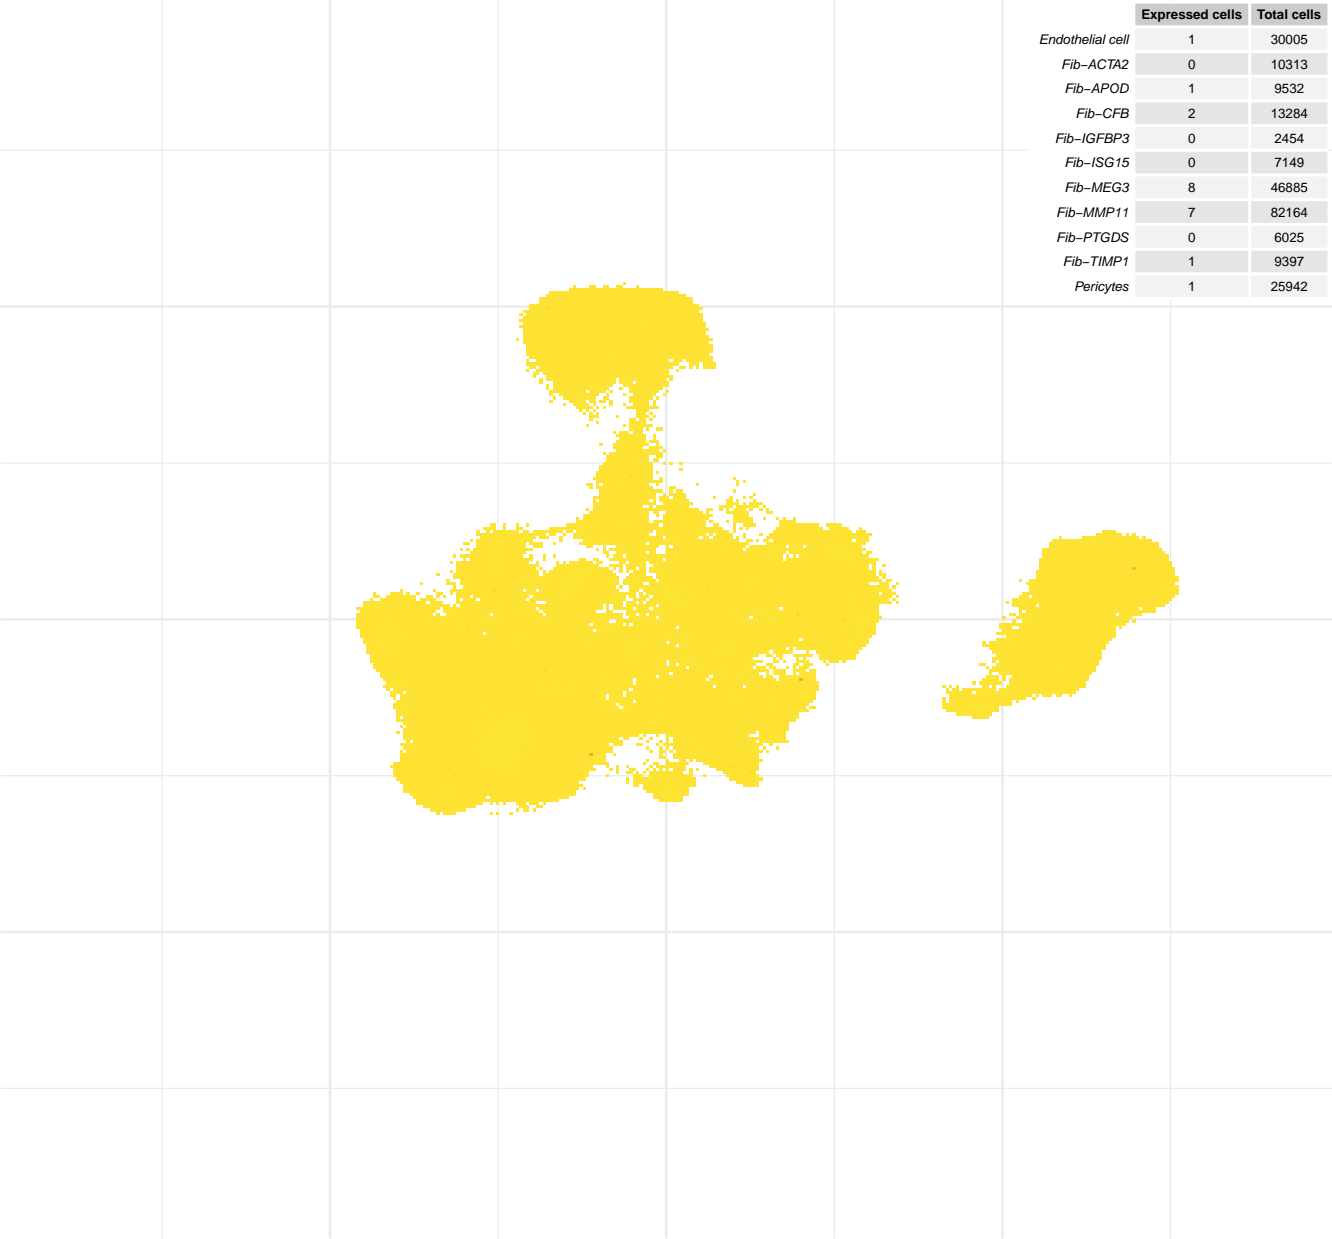 Expressed cells Total cells
Endothelial cell 1 30005
Fib−ACTA2 0 10313
Fib−APOD 1 9532
Fib−CFB 2 13284
Fib−IGFBP3 0 2454
Fib−ISG15 0 7149
Fib−MEG3 8 46885
Fib−MMP11 7 82164
Fib−PTGDS 0 6025
Fib−TIMP1 1 9397
Pericytes 1 25942